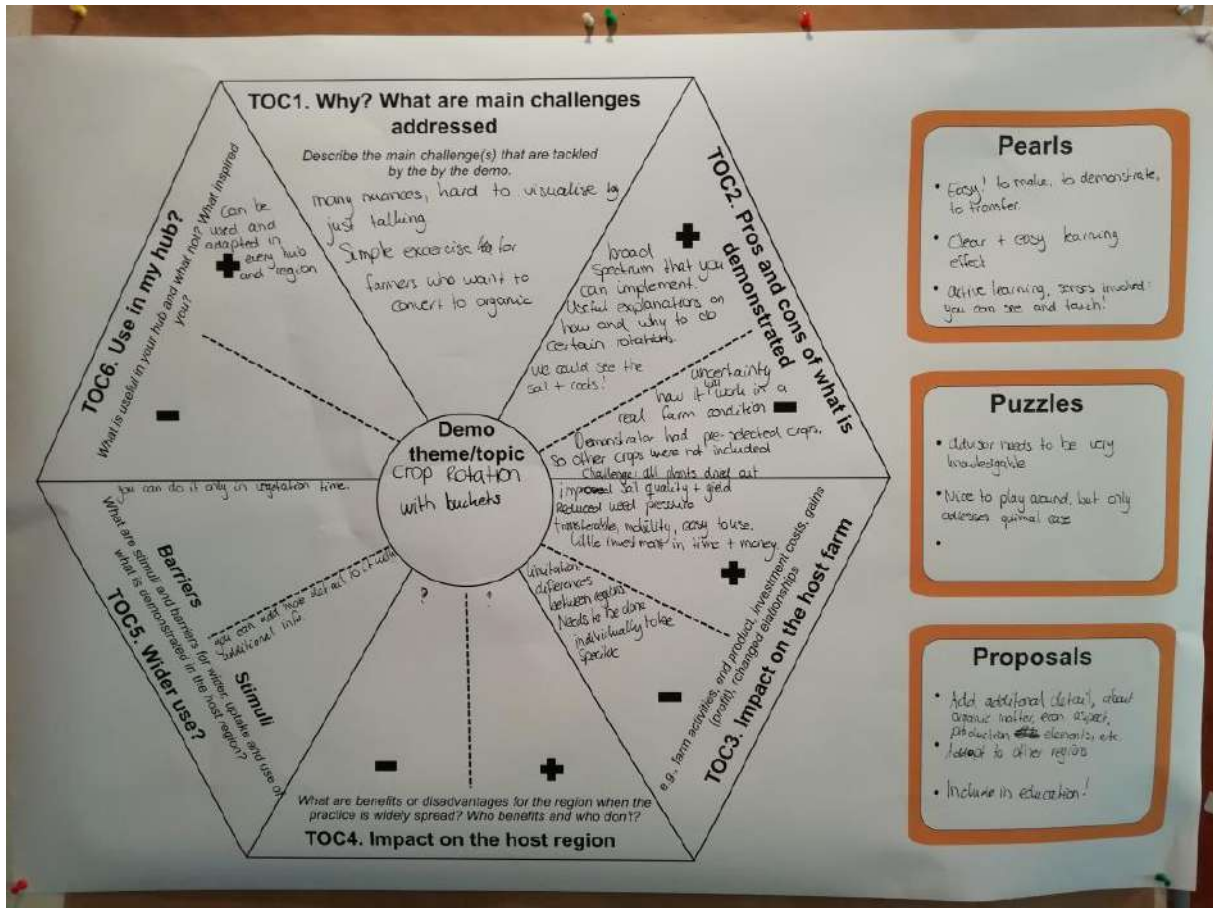 TOC1. Why? What are main challenges
addressed
Describe the main challenge(s) that are tackled
by the by the demo.
many nuances, hard to visualise by
just talking
Simple excercise for
farmers who want to
convert to organic
TOC2. Pros and cons of what is
demonstrated
+
broad
spectrum that you
can implement.
Useful explanations on
how and why to do
certain rotations.
We could see the
soil + roots!
-
uncertainty
how it will work in a
real farm condition
Demonstrator had pre-selected crops.
So other crops were not included
Challenge: all plants dried out
TOC3. Impact on the host farm
e.g., farm activities, end product, investment costs, gains
(profit), rchanged elationships
improved soil quality + yield
Reduced weed pressure
transferable, mobility, easy to use.
Little investment in time + money
+
limitation
differences
between regions
Needs to be done
individually to be
specific
-
? !
-
+
What are benefits or disadvantages for the region when the
practice is widely spread? Who benefits and who don't?
TOC4. Impact on the host region
TOC5. Wider use?
What are stimuli and barriers for wider, uptake and use of
what is demonstrated in the host region?
Barriers
you can do it only in vegetation time.
Stimuli
you can add more detail to it with
additional info.
TOC6. Use in my hub?
What is useful in your hub and what not? What inspired
you?
+
can be
used and
adapted in
every hub
and region
-
Demo
theme/topic
Crop Rotation
with buckets
Pearls
• Easy! to make, to demonstrate,
to transfer.
• Clear + easy learning
effect
• active learning, senses involved:
you can see and touch!
Puzzles
• Advisor needs to be very
knowledgable
• Nice to play around, but only
adresses case
•
Proposals
• Add additional detail, about
organic matter, econ. aspect,
production elements, etc.
• Adapt to other regions
• Include in education!